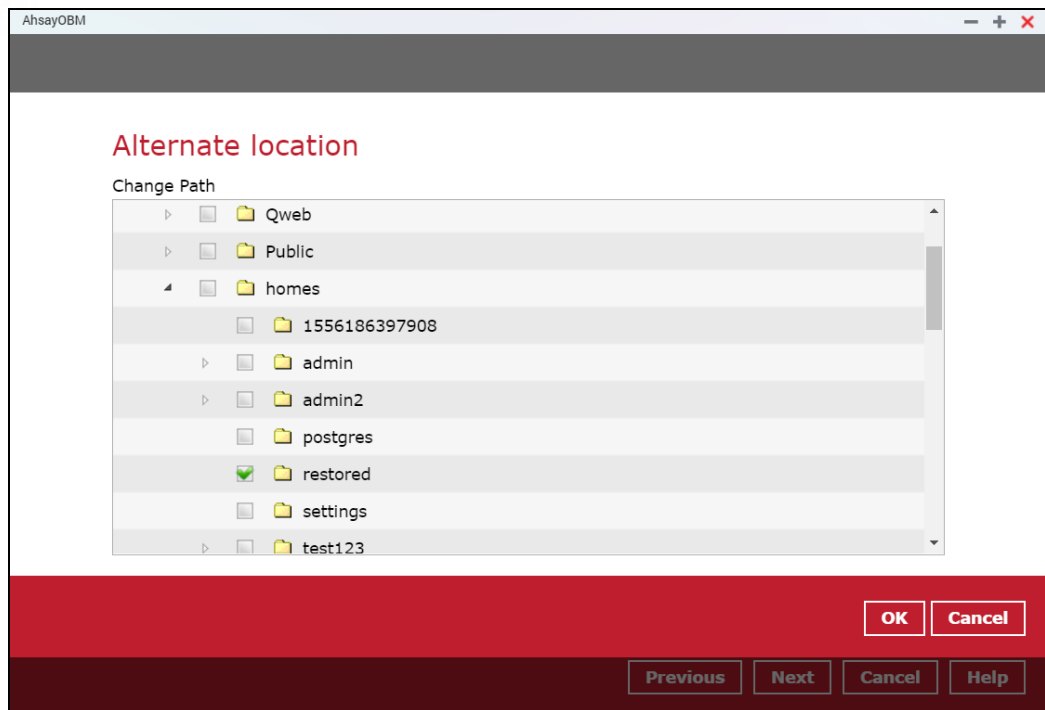 AhsayOBM
Alternate location
Change Path
Qweb
Public
homes
1556186397908
admin
admin2
postgres
restored
settings
test123
OK Cancel
Previous Next Cancel Help